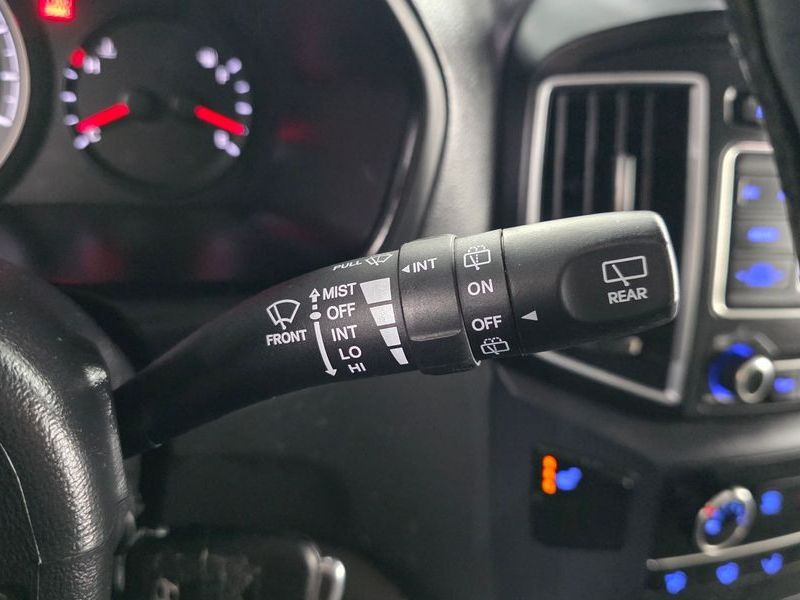 PULL
MIST
OFF
INT
LO
HI
FRONT
INT
ON
OFF
REAR